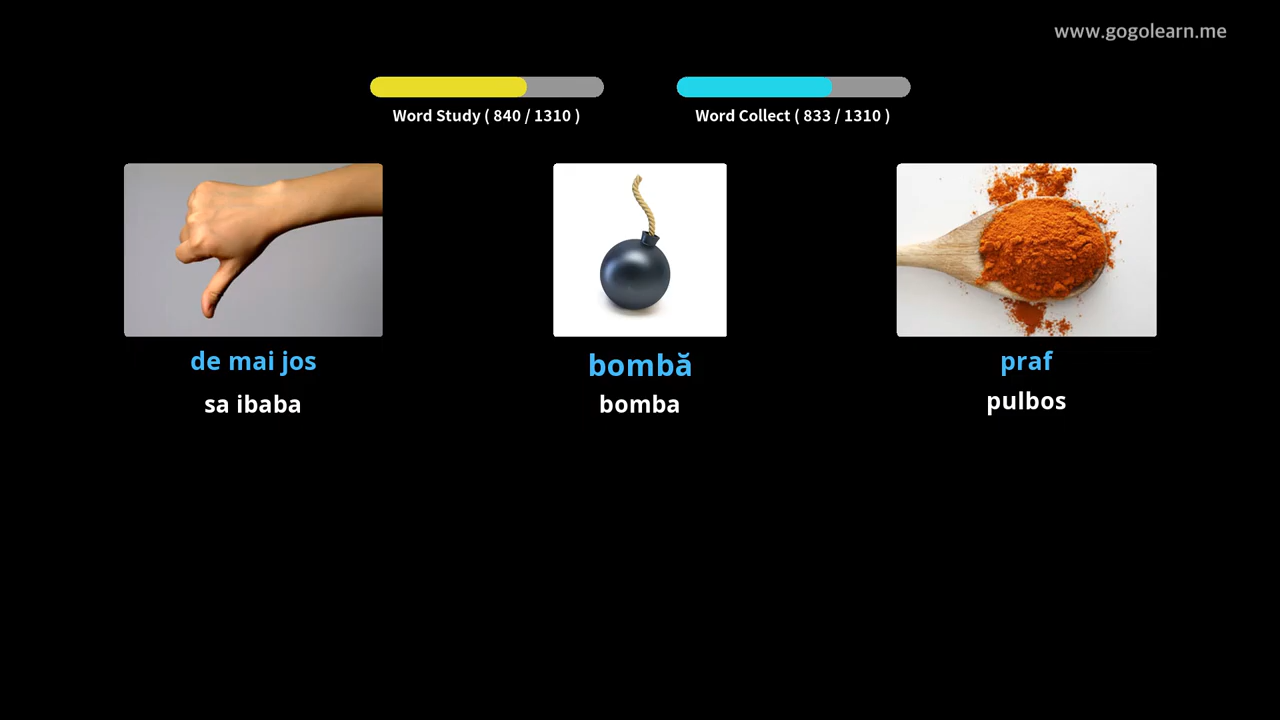 www.gogolearn.me
Word Study ( 840 / 1310 )
Word Collect ( 833 / 1310 )
de mai jos
sa ibaba
bombă
bomba
praf
pulbos